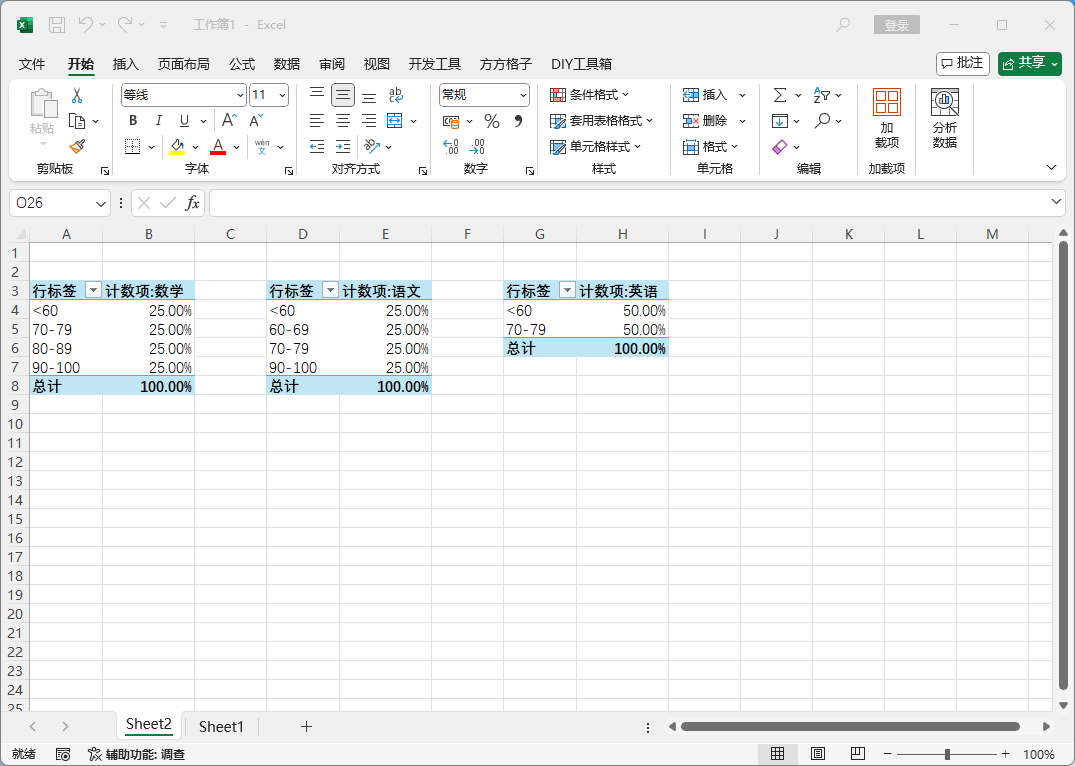 工作簿1 - Excel
登录
文件 开始 插入 页面布局 公式 数据 审阅 视图 开发工具 方方格子 DIY工具箱 批注 共享
粘贴
剪贴板
等线 11
B I U A A
A wén 文
字体
ab
对齐方式
常规
% 9
.00 .00
数字
条件格式
套用表格格式
单元格样式
样式
插入
删除
格式
单元格
编辑
加
载项
加载项
分析
数据
O26 fx
A B C D E F G H I J K L M
1
2
3 行标签 计数项:数学 行标签 计数项:语文 行标签 计数项:英语
4 <60 25.00% <60 25.00% <60 50.00%
5 70-79 25.00% 60-69 25.00% 70-79 50.00%
6 80-89 25.00% 70-79 25.00% 总计 100.00%
7 90-100 25.00% 90-100 25.00%
8 总计 100.00% 总计 100.00%
9
10
11
12
13
14
15
16
17
18
19
20
21
22
23
24
25
Sheet2 Sheet1
就绪 辅助功能: 调查 100%